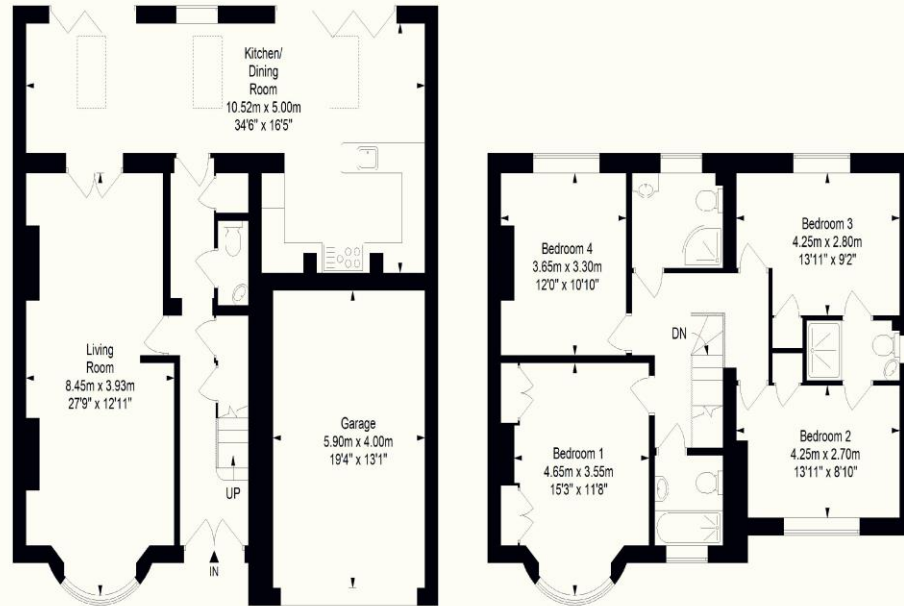 Kitchen/
Dining
Room
10.52m x 5.00m
34'6" x 16'5"
Living
Room
8.45m x 3.93m
27'9" x 12'11"
Garage
5.90m x 4.00m
19'4" x 13'1"
UP
IN
Bedroom 4
3.65m x 3.30m
12'0" x 10'10"
Bedroom 3
4.25m x 2.80m
13'11" x 9'2"
DN
Bedroom 1
4.65m x 3.55m
15'3" x 11'8"
Bedroom 2
4.25m x 2.70m
13'11" x 8'10"